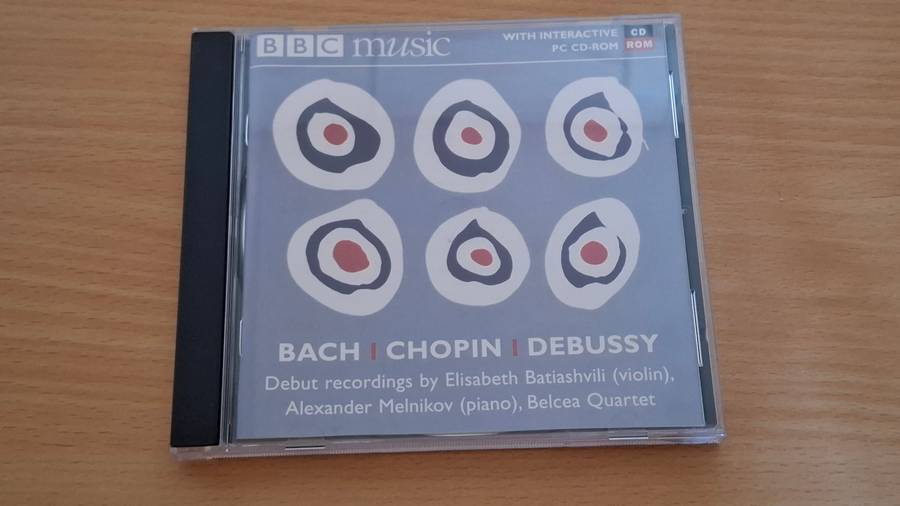 BBC music
WITH INTERACTIVE
PC CD-ROM
CD
ROM
BACH | CHOPIN | DEBUSSY
Debut recordings by Elisabeth Batiashvili (violin),
Alexander Melnikov (piano), Belcea Quartet